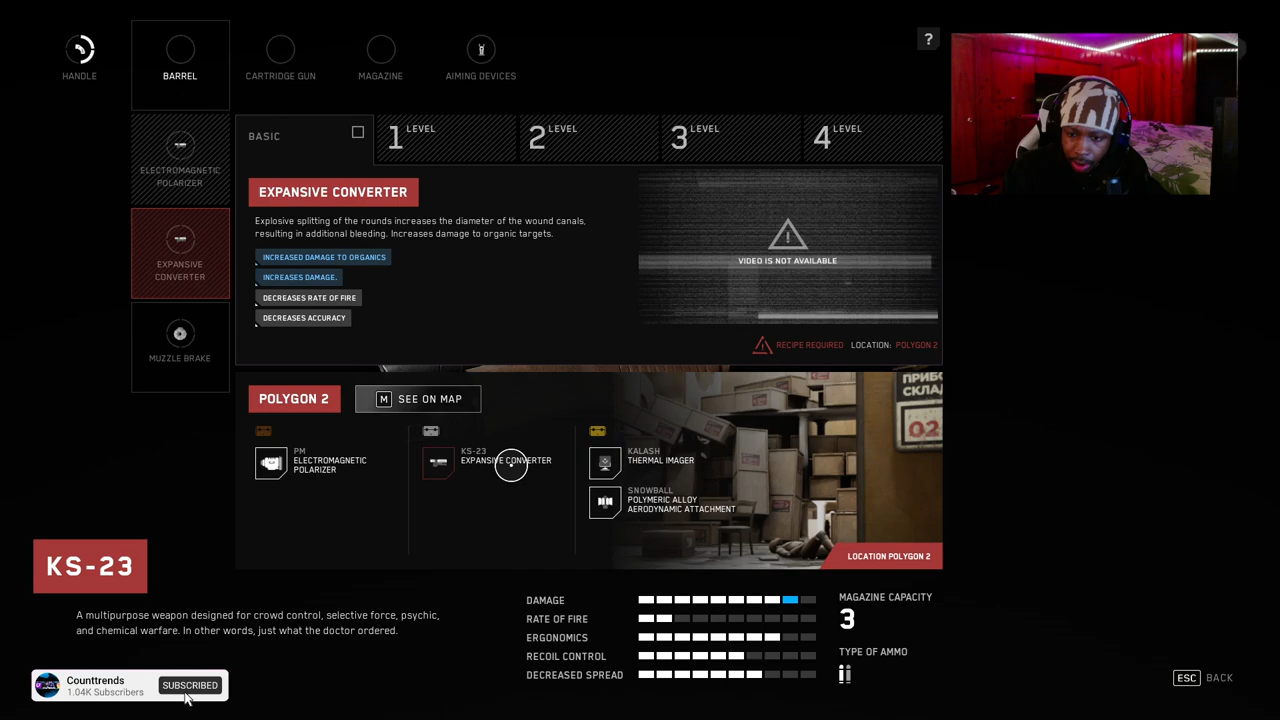 HANDLE
BARREL
CARTRIDGE GUN
MAGAZINE
AIMING DEVICES
?
ELECTROMAGNETIC
POLARIZER
EXPANSIVE
CONVERTER
MUZZLE BRAKE
BASIC
1 LEVEL
2 LEVEL
3 LEVEL
4 LEVEL
EXPANSIVE CONVERTER
Explosive splitting of the rounds increases the diameter of the wound canals,
resulting in additional bleeding. Increases damage to organic targets.
INCREASED DAMAGE TO ORGANICS
INCREASES DAMAGE.
DECREASES RATE OF FIRE
DECREASES ACCURACY
VIDEO IS NOT AVAILABLE
RECIPE REQUIRED LOCATION: POLYGON 2
POLYGON 2
M SEE ON MAP
PM
ELECTROMAGNETIC
POLARIZER
KS-23
EXPANSIVE CONVERTER
KALASH
THERMAL IMAGER
SNOWBALL
POLYMERIC ALLOY
AERODYNAMIC ATTACHMENT
ПРИБО
СКЛА
02
LOCATION POLYGON 2
KS-23
A multipurpose weapon designed for crowd control, selective force, psychic,
and chemical warfare. In other words, just what the doctor ordered.
DAMAGE
RATE OF FIRE
ERGONOMICS
RECOIL CONTROL
DECREASED SPREAD
MAGAZINE CAPACITY
3
TYPE OF AMMO
Counttrends
1.04K Subscribers
SUBSCRIBED
ESC BACK